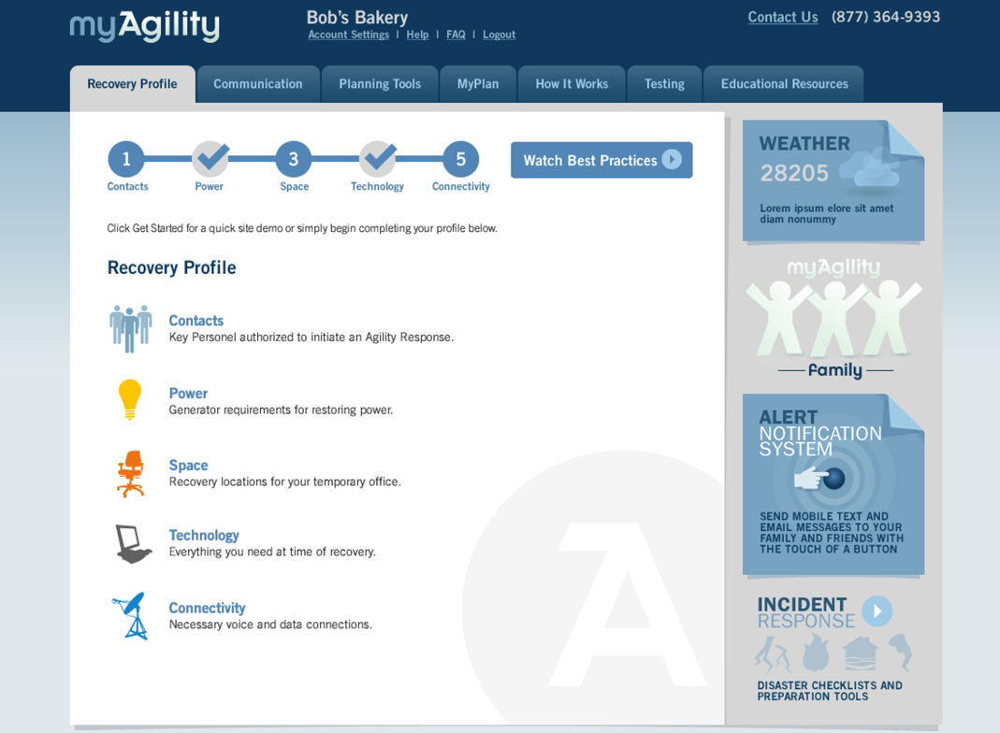 myAgility
Bob's Bakery
Account Settings | Help | FAQ | Logout
Contact Us (877) 364-9393
Recovery Profile
Communication
Planning Tools
MyPlan
How It Works
Testing
Educational Resources
1
3
5
Contacts
Power
Space
Technology
Connectivity
Watch Best Practices
Click Get Started for a quick site demo or simply begin completing your profile below.
Recovery Profile
Contacts
Key Personel authorized to initiate an Agility Response.
Power
Generator requirements for restoring power.
Space
Recovery locations for your temporary office.
Technology
Everything you need at time of recovery.
Connectivity
Necessary voice and data connections.
A
WEATHER
28205
Lorem ipsum elore sit amet
diam nonummy
myAgility
family
ALERT
NOTIFICATION
SYSTEM
SEND MOBILE TEXT AND
EMAIL MESSAGES TO YOUR
FAMILY AND FRIENDS WITH
THE TOUCH OF A BUTTON
INCIDENT
RESPONSE
DISASTER CHECKLISTS AND
PREPARATION TOOLS